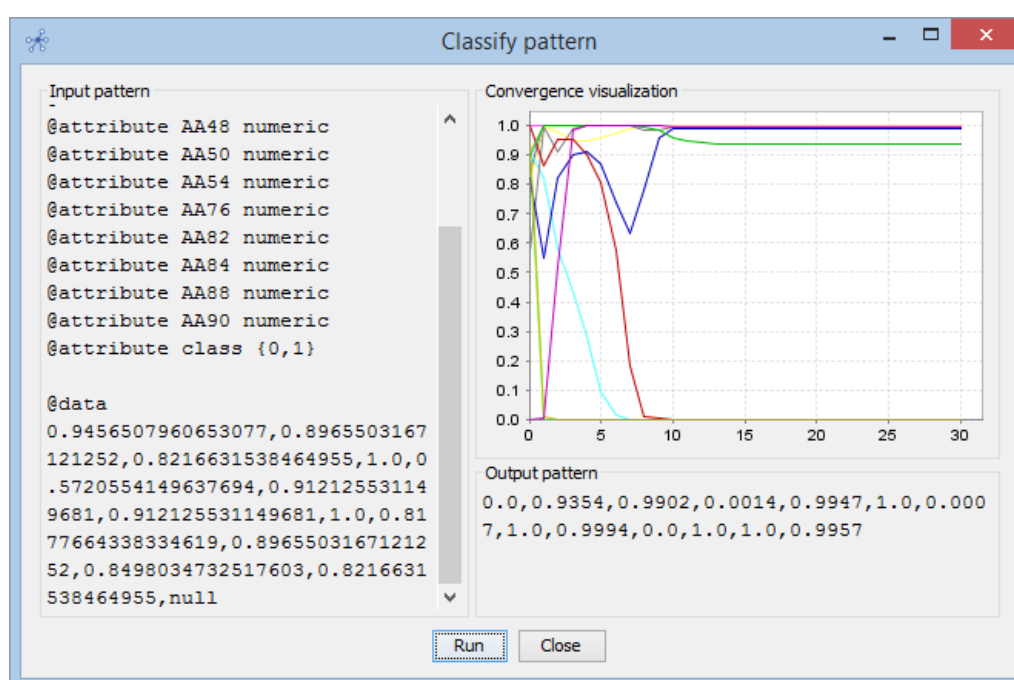 Classify pattern
Input pattern
@attribute AA48 numeric
@attribute AA50 numeric
@attribute AA54 numeric
@attribute AA76 numeric
@attribute AA82 numeric
@attribute AA84 numeric
@attribute AA88 numeric
@attribute AA90 numeric
@attribute class {0,1}
@data
0.9456507960653077,0.8965503167
121252,0.8216631538464955,1.0,0
.5720554149637694,0.91212553114
9681,0.912125531149681,1.0,0.81
77664338334619,0.89655031671212
52,0.8498034732517603,0.8216631
538464955,null
Convergence visualization
1.0
0.9
0.8
0.7
0.6
0.5
0.4
0.3
0.2
0.1
0.0
0 5 10 15 20 25 30
Output pattern
0.0,0.9354,0.9902,0.0014,0.9947,1.0,0.000
7,1.0,0.9994,0.0,1.0,1.0,0.9957
Run Close